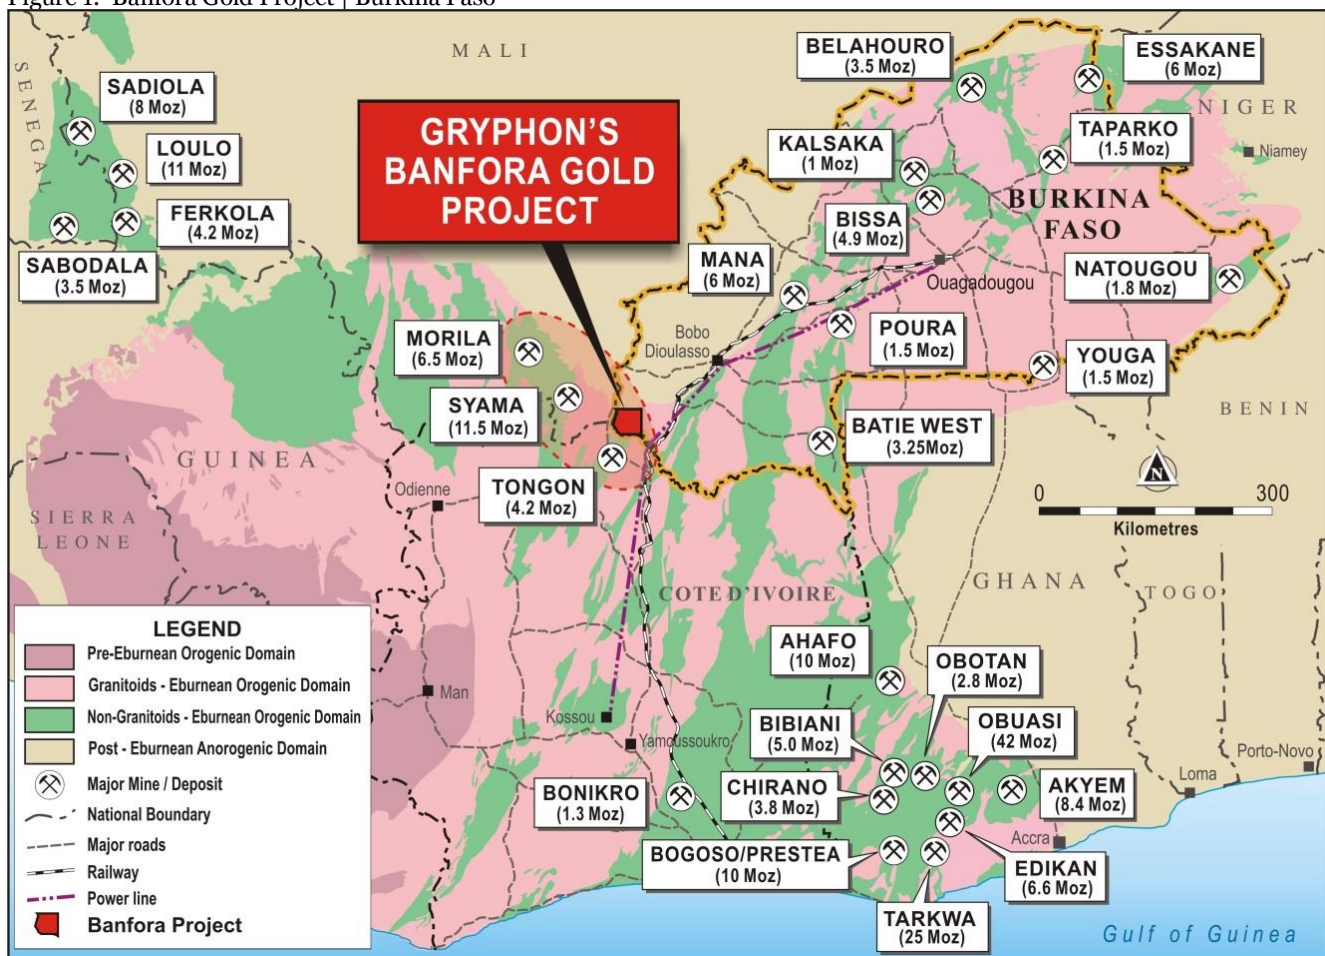 Figure 1: Banfora Gold Project | Burkina Faso
MALI
SENEGAL
SADIOLA
(8 Moz)
LOULO
(11 Moz)
FERKOLA
(4.2 Moz)
SABODALA
(3.5 Moz)
GRYPHON'S
BANFORA GOLD
PROJECT
BELAHOURO
(3.5 Moz)
ESSAKANE
(6 Moz)
NIGER
Niamey
KALSAKA
(1 Moz)
TAPARKO
(1.5 Moz)
BURKINA
FASO
BISSA
(4.9 Moz)
MANA
(6 Moz)
Ouagadougou
NATOUGOU
(1.8 Moz)
Bobo
Dioulasso
POURA
(1.5 Moz)
YOUGA
(1.5 Moz)
MORILA
(6.5 Moz)
SYAMA
(11.5 Moz)
TONGON
(4.2 Moz)
BATIE WEST
(3.25Moz)
BENIN
GUINEA
Odienne
SIERRA
LEONE
N
0 300
Kilometres
COTE D'IVOIRE
GHANA
TOGO
AHAFO
(10 Moz)
OBOTAN
(2.8 Moz)
BIBIANI
(5.0 Moz)
OBUASI
(42 Moz)
CHIRANO
(3.8 Moz)
AKYEM
(8.4 Moz)
Man
Kossou
Yamoussoukro
BONIKRO
(1.3 Moz)
BOGOSO/PRESTEA
(10 Moz)
EDIKAN
(6.6 Moz)
TARKWA
(25 Moz)
Accra
Loma
Porto-Novo
Gulf of Guinea
LEGEND
Pre-Eburnean Orogenic Domain
Granitoids - Eburnean Orogenic Domain
Non-Granitoids - Eburnean Orogenic Domain
Post - Eburnean Anorogenic Domain
Major Mine / Deposit
National Boundary
Major roads
Railway
Power line
Banfora Project